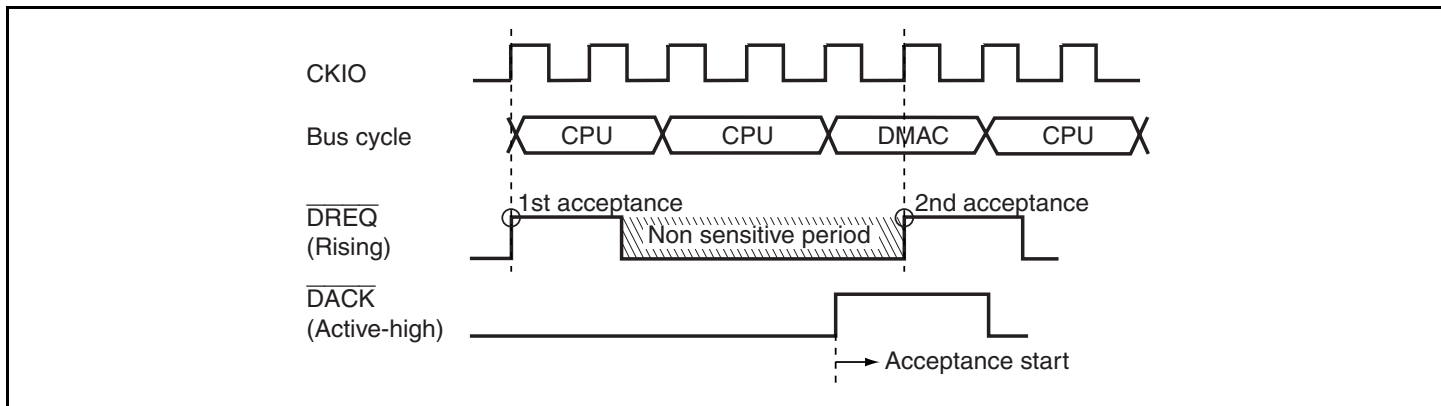 CKIO
Bus cycle
CPU
CPU
DMAC
CPU
DREQ
(Rising)
1st acceptance
Non sensitive period
2nd acceptance
DACK
(Active-high)
Acceptance start